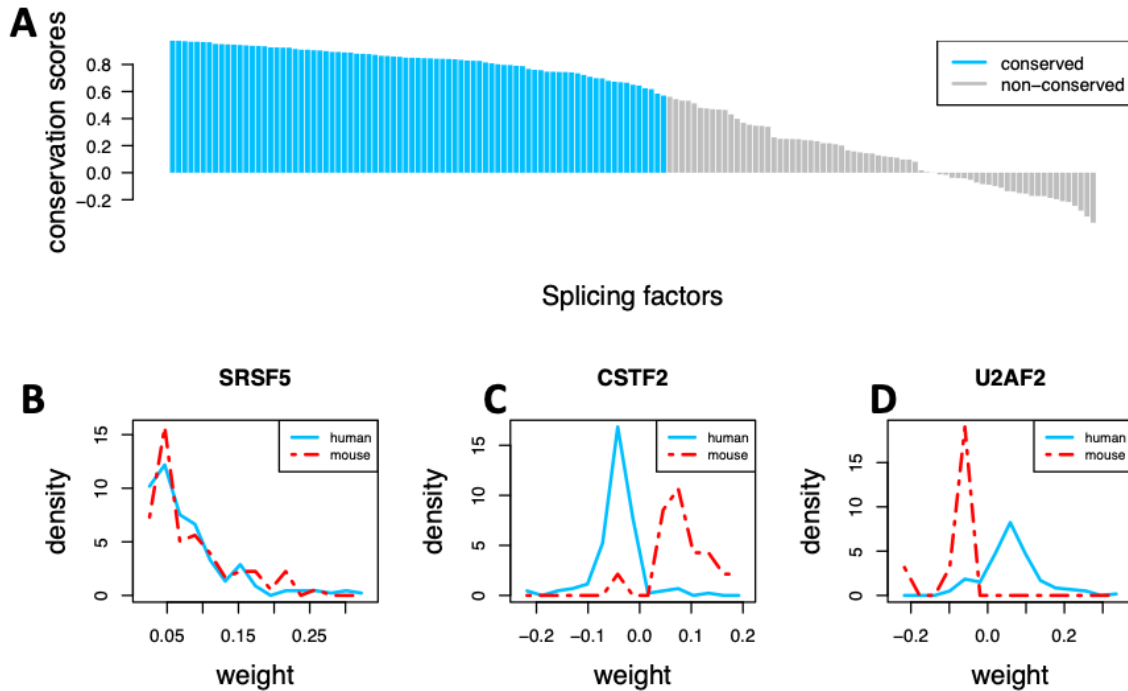 A
conservation scores
0.8
0.6
0.4
0.2
0.0
−0.2
conserved
non−conserved
Splicing factors
B
SRSF5
density
15
10
5
0
human
mouse
0.05
0.15
0.25
weight
C
CSTF2
density
15
10
5
0
human
mouse
−0.2
−0.1
0.0
0.1
0.2
weight
D
U2AF2
density
15
10
5
0
human
mouse
−0.2
0.0
0.2
weight